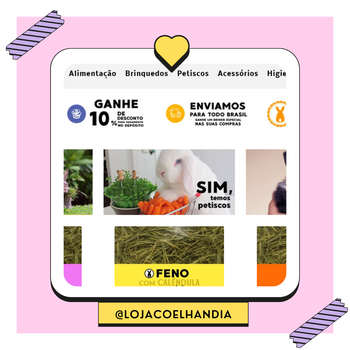 Alimentação Brinquedos Petiscos Acessórios Higie
GANHE
10% DE DESCONTO
PARA PAGAMENTO
NO DEPÓSITO
ENVIAMOS
PARA TODO BRASIL
GANHE UM BRINDE ESPECIAL
NAS SUAS COMPRAS
SIM,
temos
petiscos
FENO
COM CALÊNDULA
@LOJACOELHANDIA